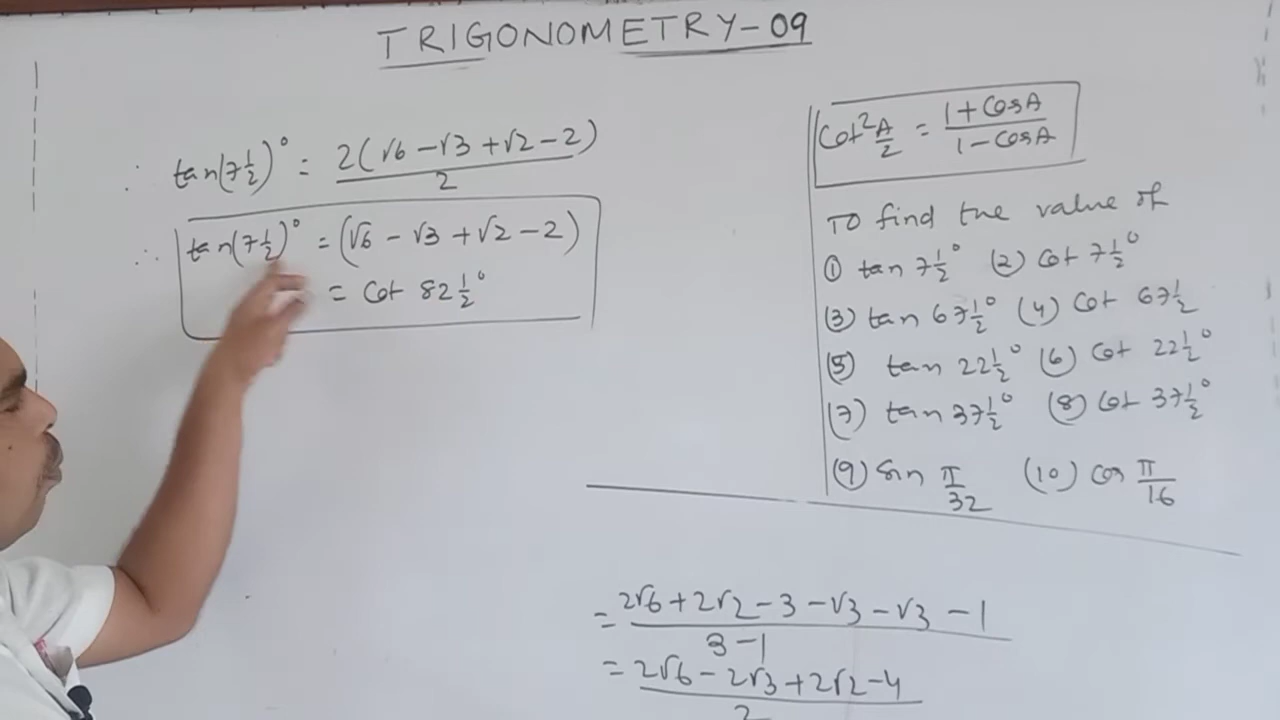 TRIGONOMETRY-09
∴ tan(7½)° = 2(√6 - √3 + √2 - 2)/2
∴ tan(7½)° = (√6 - √3 + √2 - 2)
= Cot 82½°
Cot²A/2 = (1 + CosA)/(1 - CosA)
To find the value of
(1) tan 7½° (2) Cot 7½°
(3) tan 67½° (4) Cot 67½
(5) tan 22½° (6) Cot 22½°
(7) tan 37½° (8) Cot 37½°
(9) Sin π/32 (10) Cos π/16
= (2√6 + 2√2 - 3 - √3 - √3 - 1)/(3 - 1)
= (2√6 - 2√3 + 2√2 - 4)/2